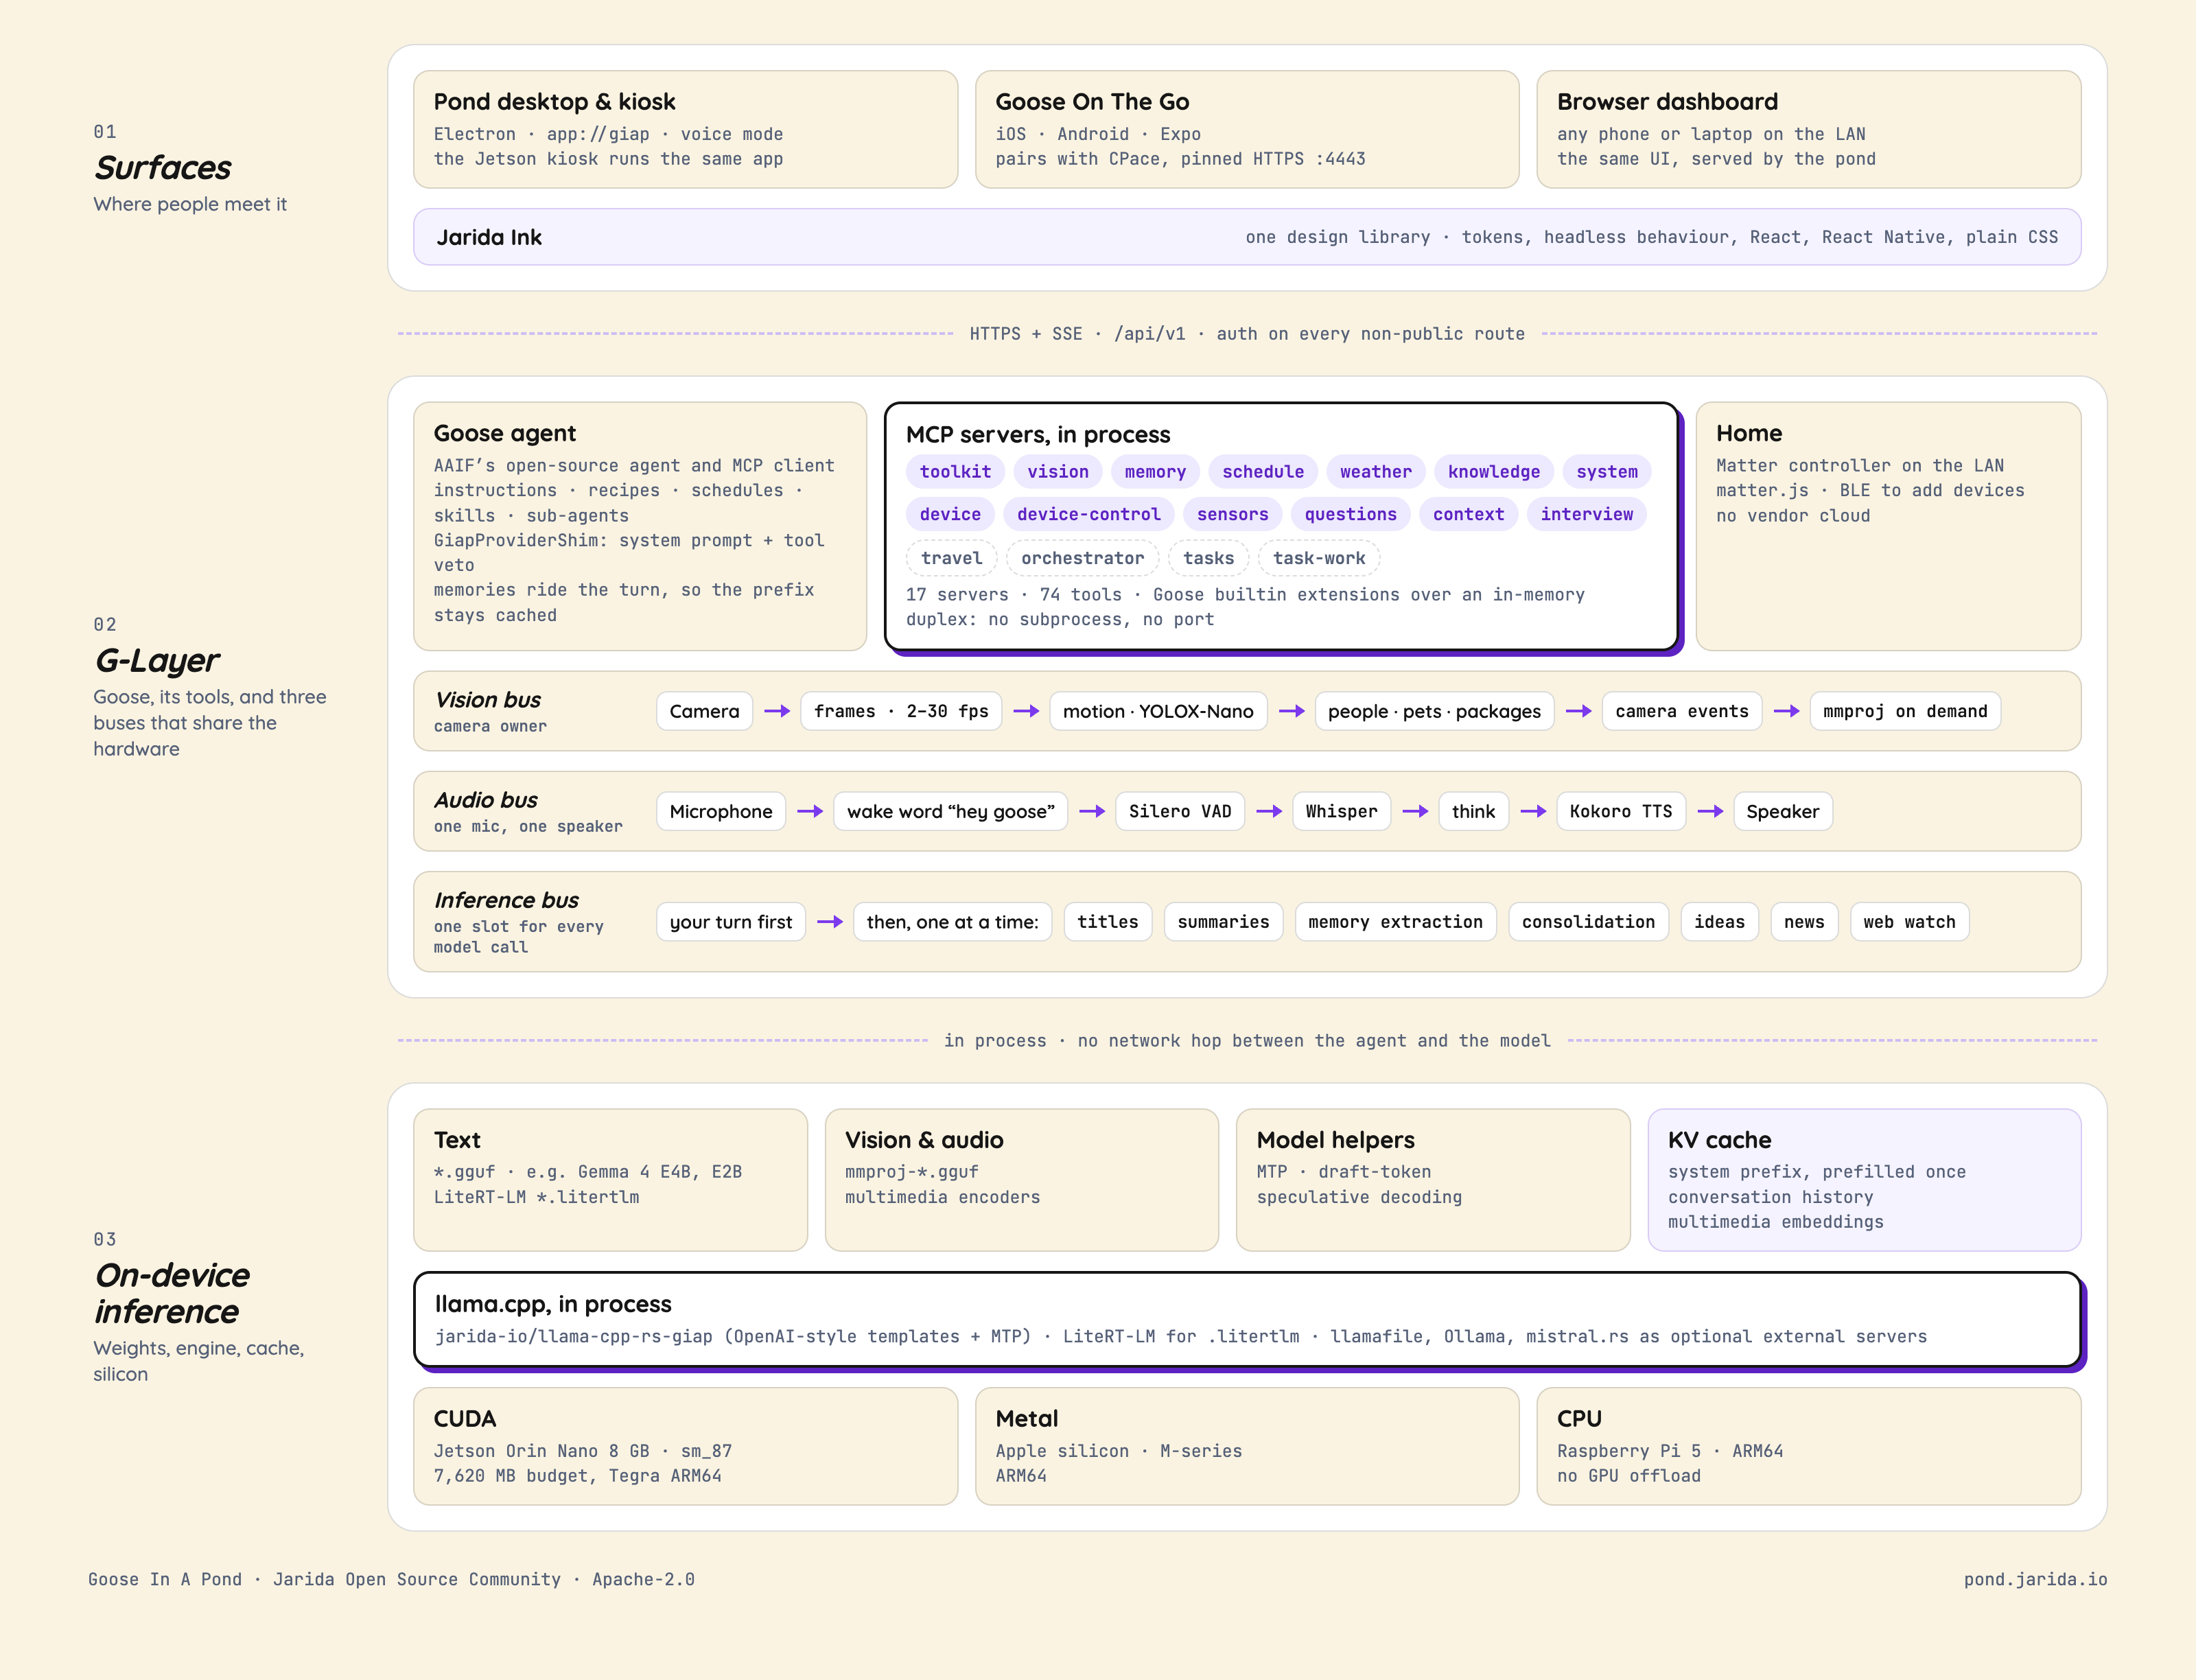 01
Surfaces
Where people meet it
Pond desktop & kiosk
Electron · app://giap · voice mode
the Jetson kiosk runs the same app
Goose On The Go
iOS · Android · Expo
pairs with CPace, pinned HTTPS :4443
Browser dashboard
any phone or laptop on the LAN
the same UI, served by the pond
Jarida Ink
one design library · tokens, headless behaviour, React, React Native, plain CSS
HTTPS + SSE · /api/v1 · auth on every non-public route
02
G-Layer
Goose, its tools, and three
buses that share the
hardware
Goose agent
AAIF’s open-source agent and MCP client
instructions · recipes · schedules ·
skills · sub-agents
GiapProviderShim: system prompt + tool
veto
memories ride the turn, so the prefix
stays cached
MCP servers, in process
toolkit vision memory schedule weather knowledge system
device device-control sensors questions context interview
travel orchestrator tasks task-work
17 servers · 74 tools · Goose builtin extensions over an in-memory
duplex: no subprocess, no port
Home
Matter controller on the LAN
matter.js · BLE to add devices
no vendor cloud
Vision bus
camera owner
Camera → frames · 2–30 fps → motion · YOLOX-Nano → people · pets · packages → camera events → mmproj on demand
Audio bus
one mic, one speaker
Microphone → wake word “hey goose” → Silero VAD → Whisper → think → Kokoro TTS → Speaker
Inference bus
one slot for every
model call
your turn first → then, one at a time: titles summaries memory extraction consolidation ideas news web watch
in process · no network hop between the agent and the model
03
On-device
inference
Weights, engine, cache,
silicon
Text
*.gguf · e.g. Gemma 4 E4B, E2B
LiteRT-LM *.litertlm
Vision & audio
mmproj-*.gguf
multimedia encoders
Model helpers
MTP · draft-token
speculative decoding
KV cache
system prefix, prefilled once
conversation history
multimedia embeddings
llama.cpp, in process
jarida-io/llama-cpp-rs-giap (OpenAI-style templates + MTP) · LiteRT-LM for .litertlm · llamafile, Ollama, mistral.rs as optional external servers
CUDA
Jetson Orin Nano 8 GB · sm_87
7,620 MB budget, Tegra ARM64
Metal
Apple silicon · M-series
ARM64
CPU
Raspberry Pi 5 · ARM64
no GPU offload
Goose In A Pond · Jarida Open Source Community · Apache-2.0
pond.jarida.io